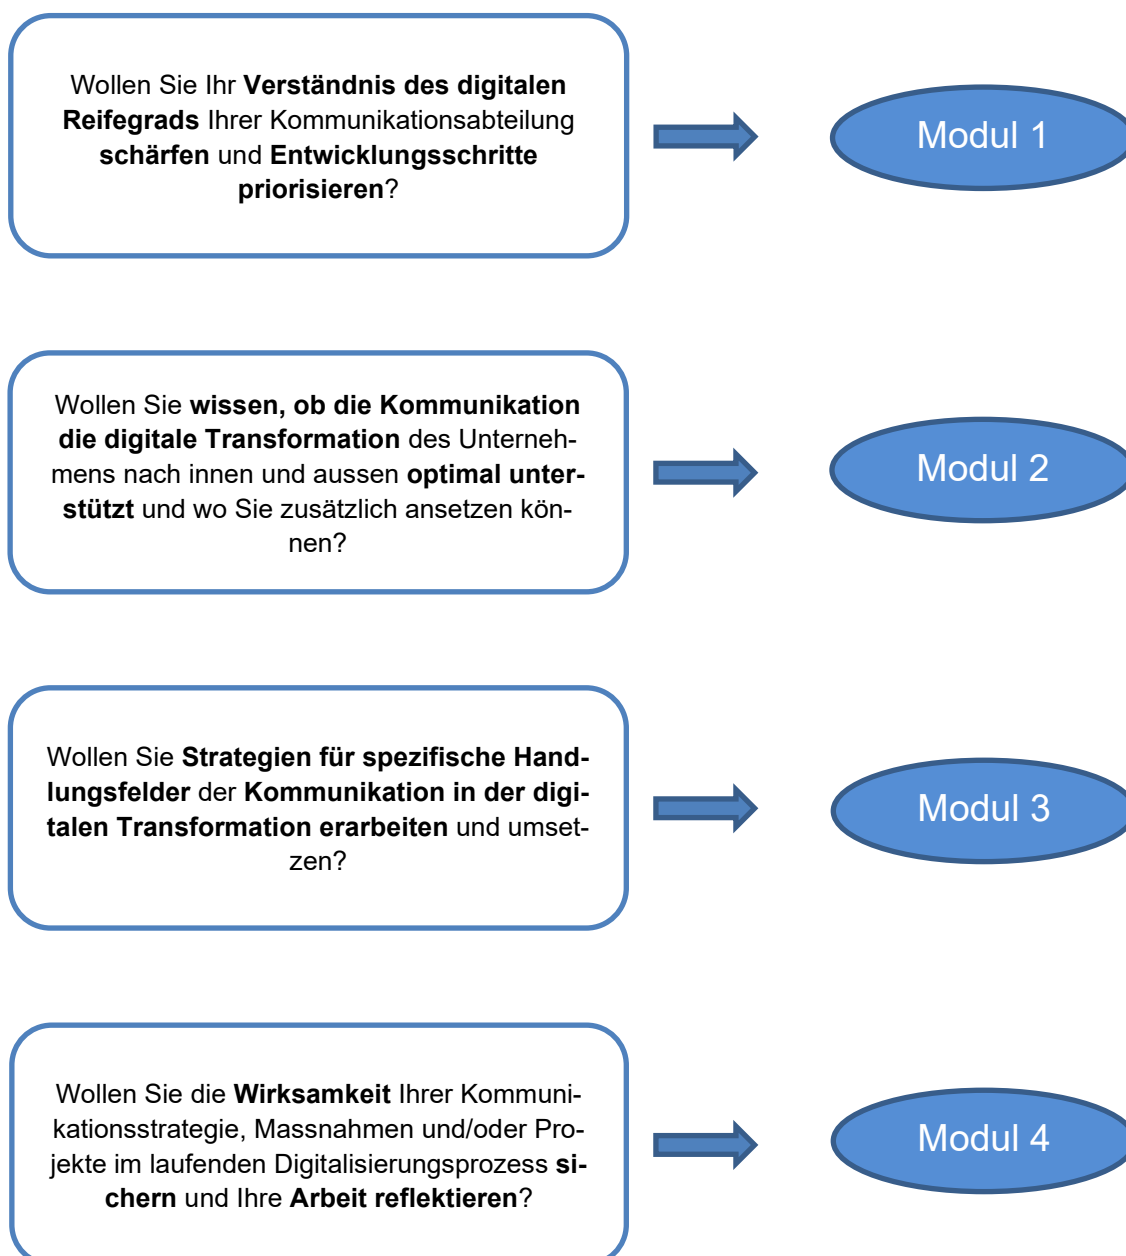 Wollen Sie Ihr Verständnis des digitalen
Reifegrads Ihrer Kommunikationsabteilung
schärfen und Entwicklungsschritte
priorisieren?
Modul 1
Wollen Sie wissen, ob die Kommunikation
die digitale Transformation des Unterneh-
mens nach innen und aussen optimal unter-
stützt und wo Sie zusätzlich ansetzen kön-
nen?
Modul 2
Wollen Sie Strategien für spezifische Hand-
lungsfelder der Kommunikation in der digi-
talen Transformation erarbeiten und umset-
zen?
Modul 3
Wollen Sie die Wirksamkeit Ihrer Kommuni-
kationsstrategie, Massnahmen und/oder Pro-
jekte im laufenden Digitalisierungsprozess si-
chern und Ihre Arbeit reflektieren?
Modul 4